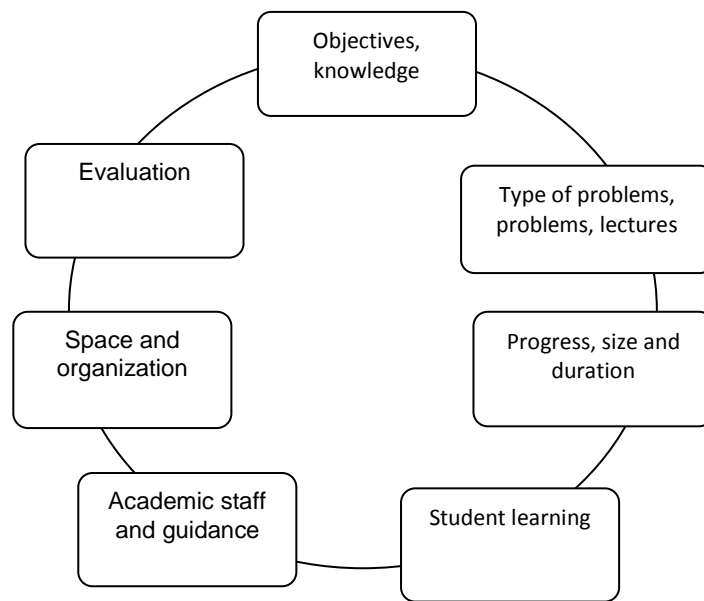 Objectives,
knowledge
Type of problems,
problems, lectures
Progress, size and
duration
Student learning
Academic staff
and guidance
Space and
organization
Evaluation